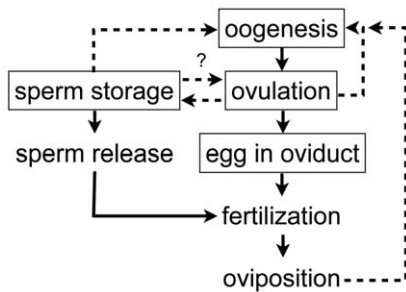 oogenesis
?
sperm storage ovulation
sperm release egg in oviduct
fertilization
oviposition